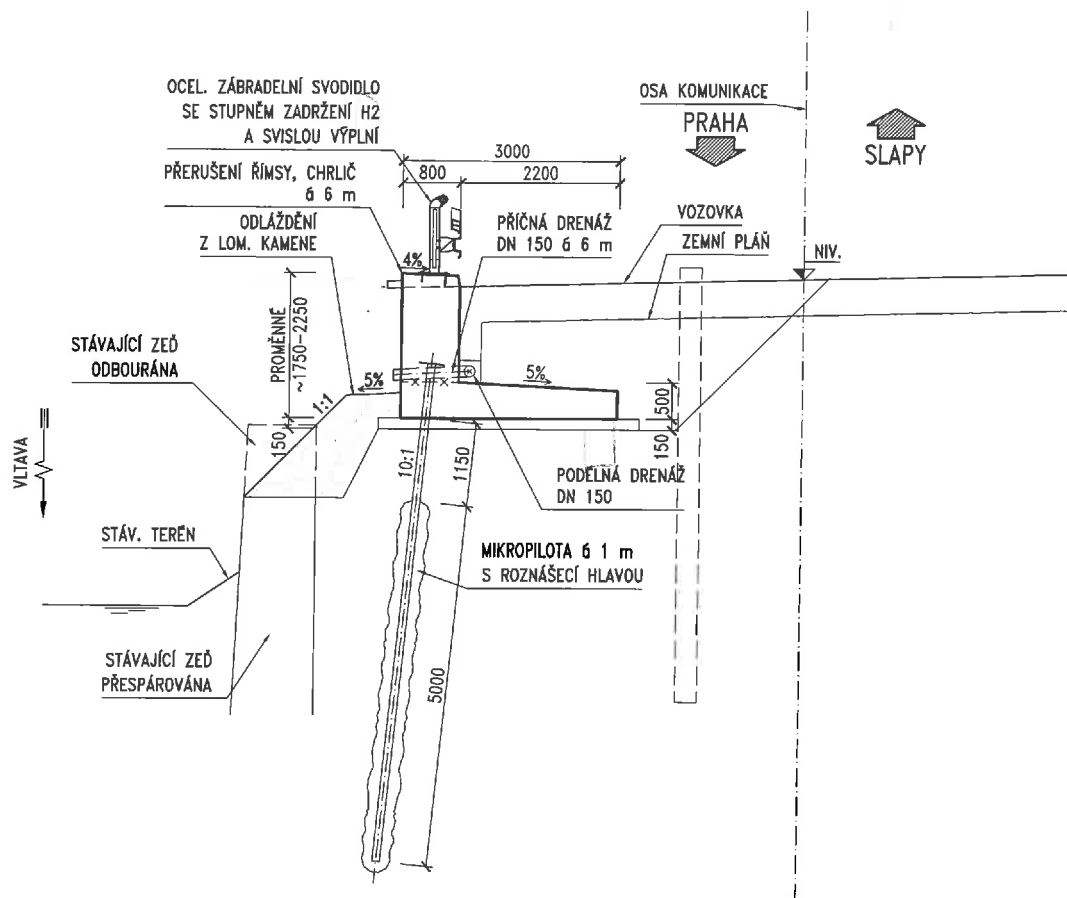 OCEL. ZÁBRADELNÍ SVODIDLO
SE STUPNĚM ZADRŽENÍ H2
A SVISLOU VÝPLNÍ
OSA KOMUNIKACE
PRAHA
SLAPY
3000
800
2200
PŘERUŠENÍ ŘÍMSY, CHRLIČ
á 6 m
ODLÁŽDĚNÍ
Z LOM. KAMENE
PŘÍČNÁ DRENÁŽ
DN 150 á 6 m
VOZOVKA
ZEMNÍ PLÁŇ
NIV.
4%
PROMĚNNÉ
~1750-2250
STÁVAJÍCÍ ZEĎ
ODBOURÁNA
5%
5%
1:1
500
150
150
VLTAVA
10:1
1150
PODÉLNÁ DRENÁŽ
DN 150
STÁV. TERÉN
MIKROPILOTA á 1 m
S ROZNÁŠECÍ HLAVOU
STÁVAJÍCÍ ZEĎ
PŘESPÁROVÁNA
5000